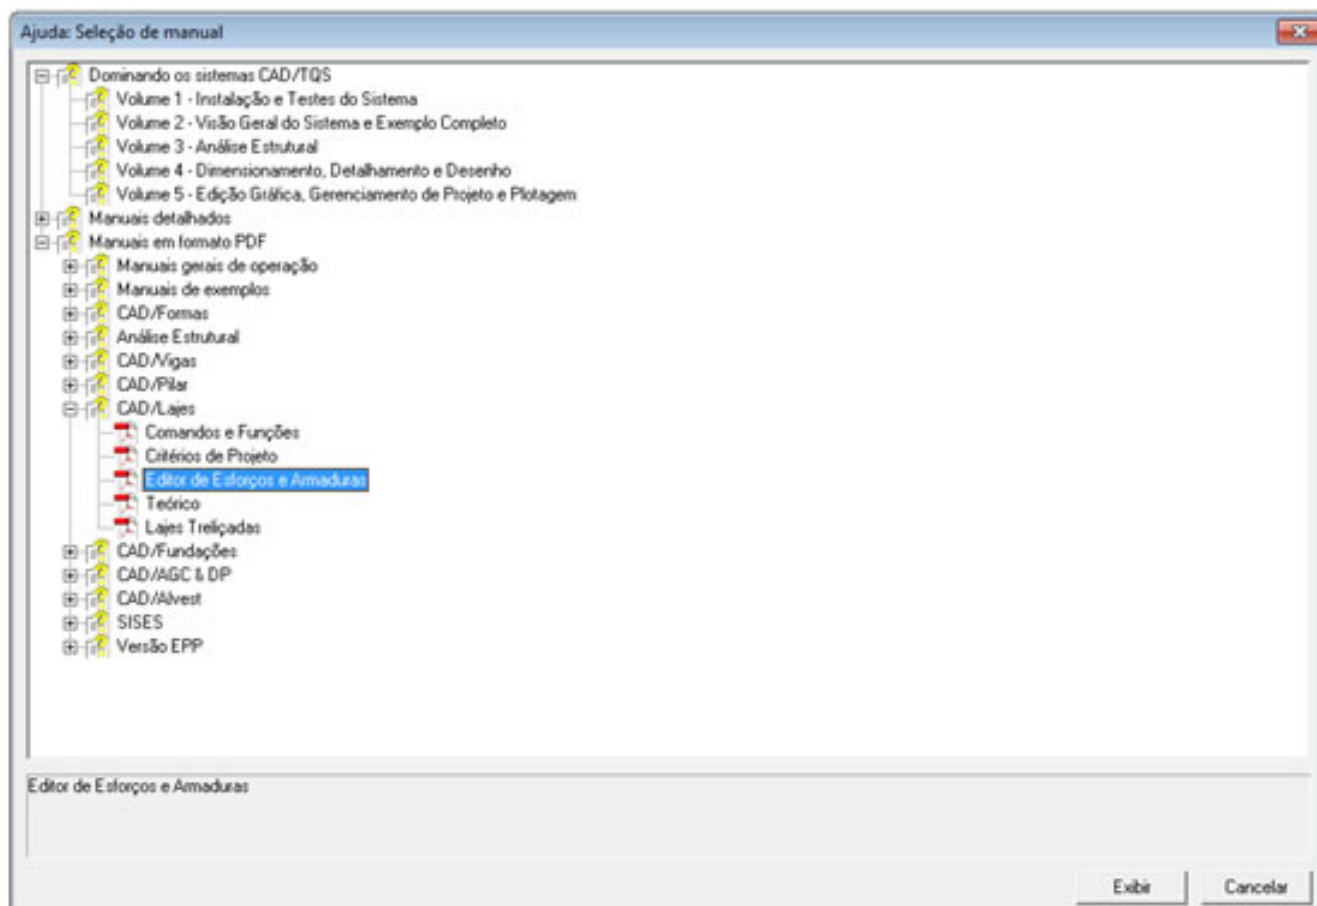 Ajuda: Seleção de manual
Dominando os sistemas CAD/TQS
Volume 1 - Instalação e Testes do Sistema
Volume 2 - Visão Geral do Sistema e Exemplo Completo
Volume 3 - Análise Estrutural
Volume 4 - Dimensionamento, Detalhamento e Desenho
Volume 5 - Edição Gráfica, Gerenciamento de Projeto e Plotagem
Manuais detalhados
Manuais em formato PDF
Manuais gerais de operação
Manuais de exemplos
CAD/Formas
Análise Estrutural
CAD/Vigas
CAD/Pilar
CAD/Lajes
Comandos e Funções
Critérios de Projeto
Editor de Esforços e Armaduras
Teórico
Lajes Treliçadas
CAD/Fundações
CAD/AGC & DP
CAD/Alvest
SISES
Versão EPP
Editor de Esforços e Armaduras
Exibir Cancelar